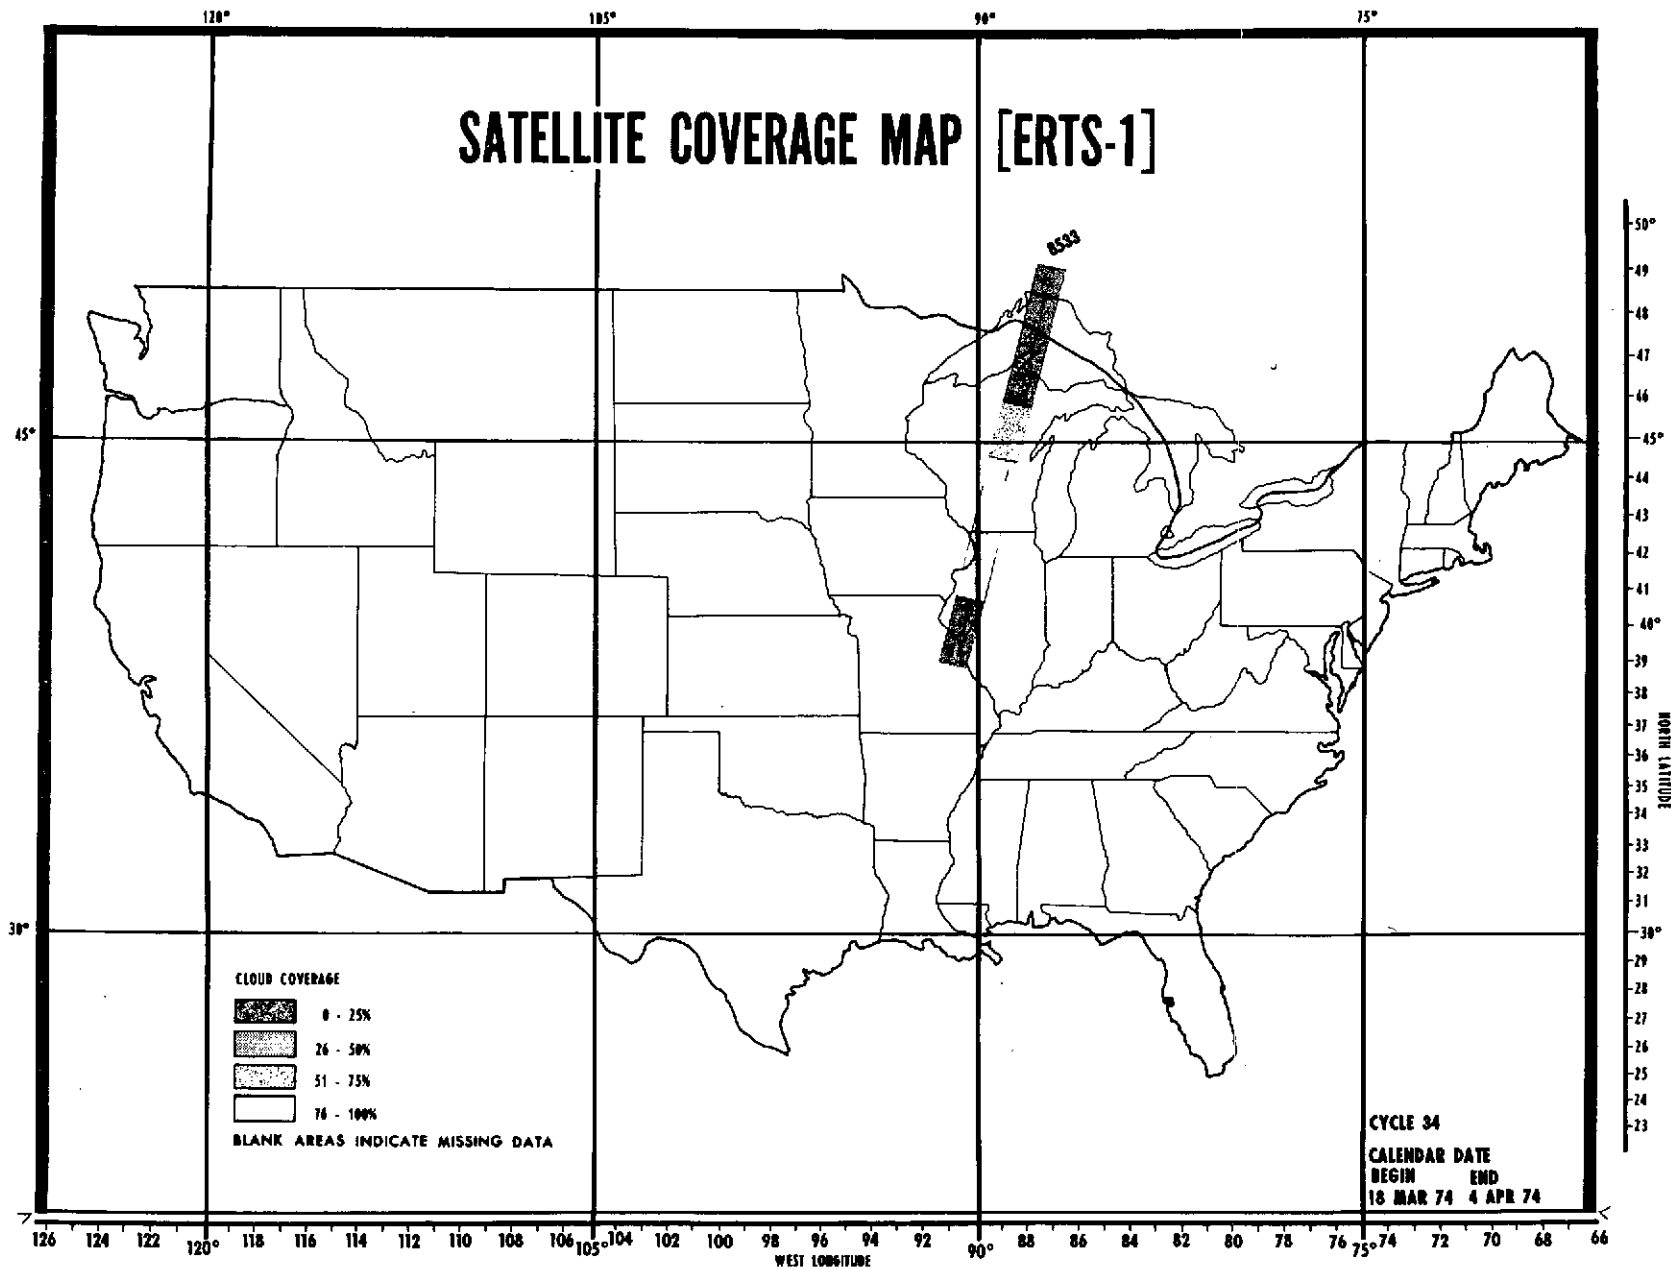 120° 105° 90° 75°
SATELLITE COVERAGE MAP [ERTS-1]
8533
50°
49
48
47
46
45° 45°
44
43
42
41
40°
39
38
37
36
35
34
33
32
31
30° 30°
29
28
27
26
25
24
23
NORTH LATITUDE
CLOUD COVERAGE
0 - 25%
26 - 50%
51 - 75%
76 - 100%
BLANK AREAS INDICATE MISSING DATA
CYCLE 34
CALENDAR DATE
BEGIN END
18 MAR 74 4 APR 74
126 124 122 120° 118 116 114 112 110 108 106 105° 104 102 100 98 96 94 92 90° 88 86 84 82 80 78 76 75° 74 72 70 68 66
WEST LONGITUDE